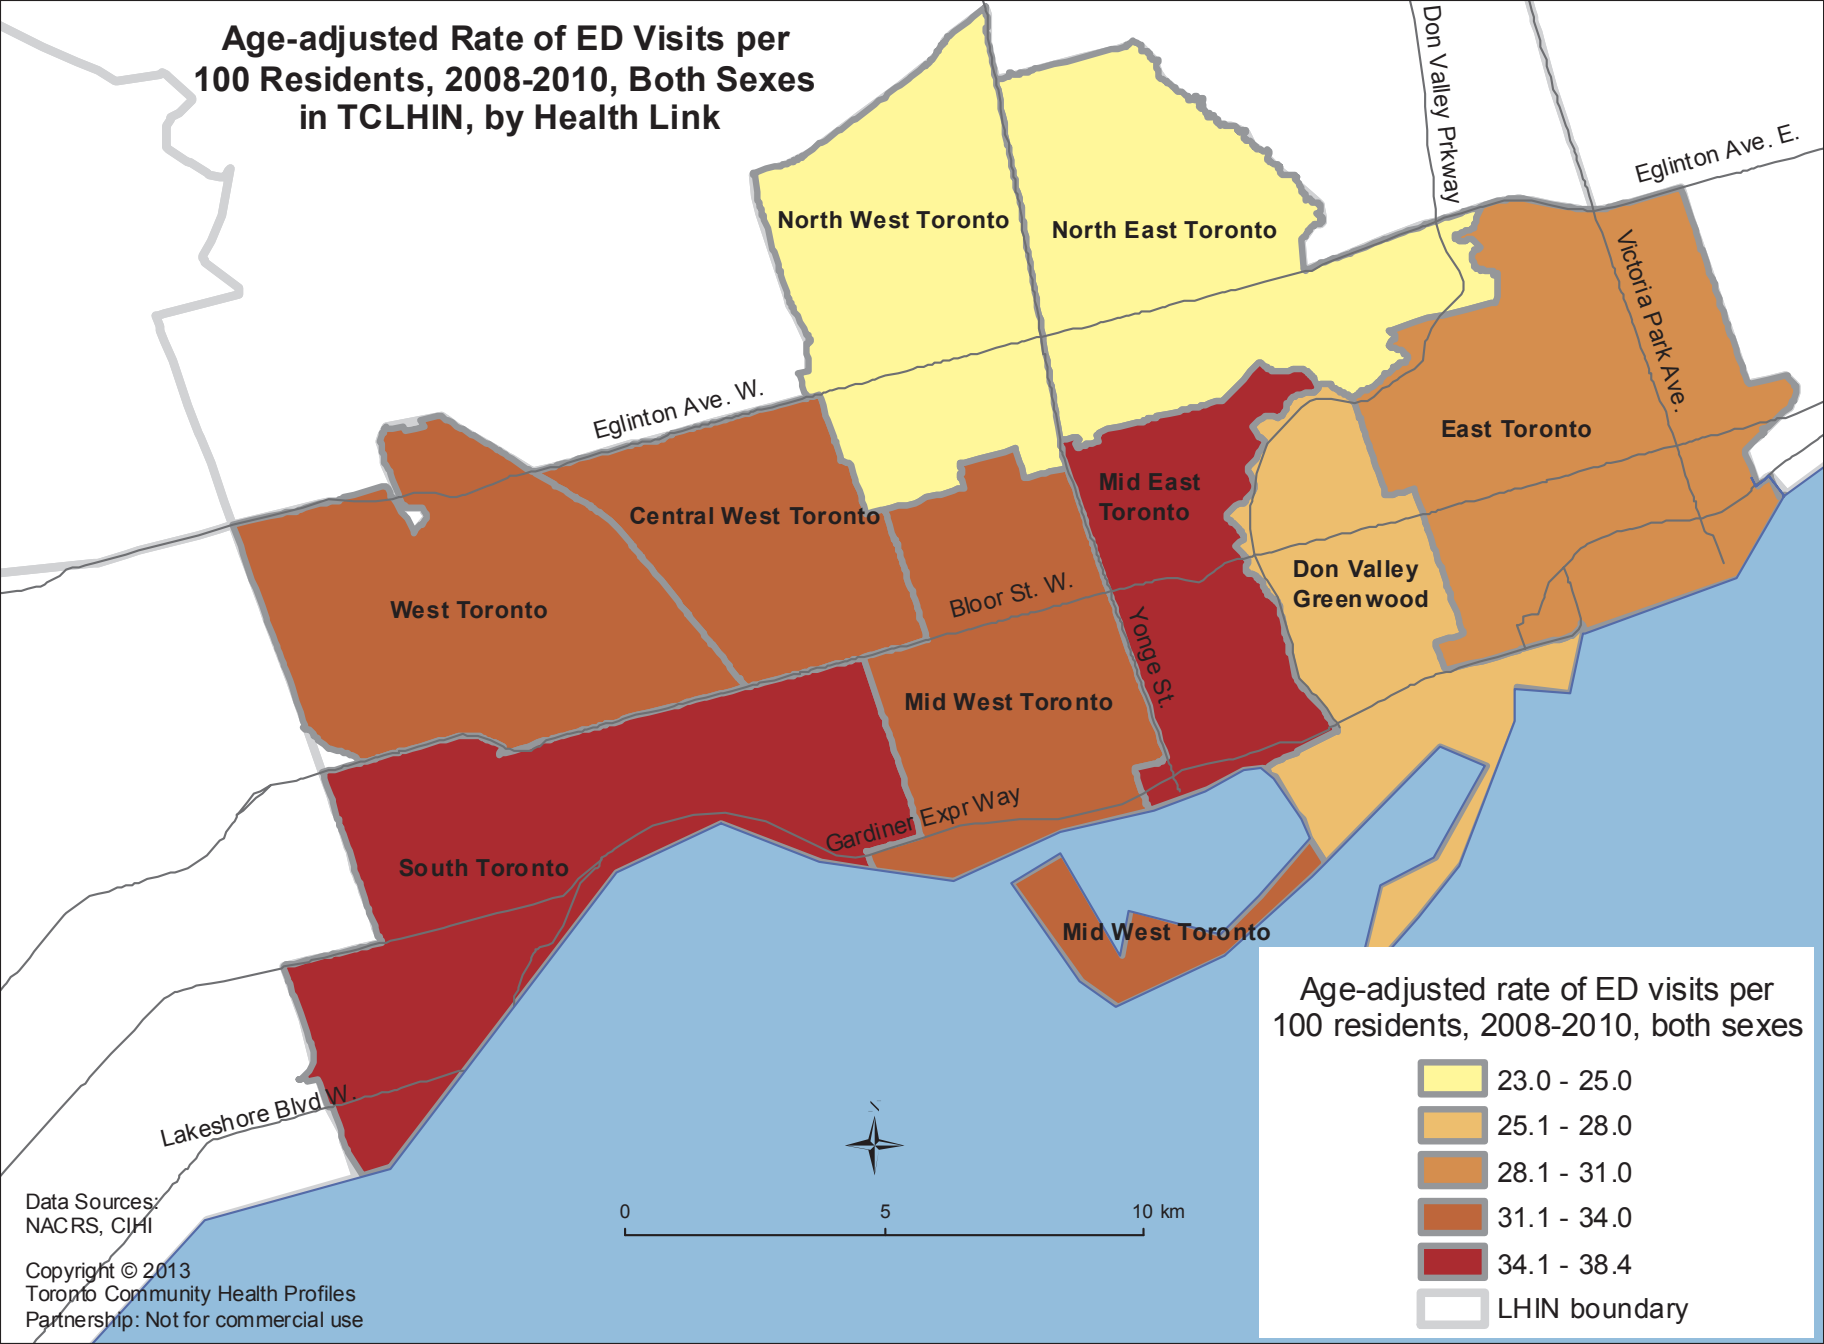 Age-adjusted Rate of ED Visits per
100 Residents, 2008-2010, Both Sexes
in TCLHIN, by Health Link
Don Valley Prkway
Eglinton Ave. E.
North West Toronto
North East Toronto
Victoria Park Ave.
Eglinton Ave. W.
East Toronto
Mid East
Toronto
Central West Toronto
Don Valley
Greenwood
West Toronto
Bloor St. W.
Yonge St.
Mid West Toronto
Gardiner Expr Way
South Toronto
Mid West Toronto
Lakeshore Blvd W.
N
0
5
10 km
Data Sources:
NACRS, CIHI
Copyright © 2013
Toronto Community Health Profiles
Partnership: Not for commercial use
Age-adjusted rate of ED visits per
100 residents, 2008-2010, both sexes
23.0 - 25.0
25.1 - 28.0
28.1 - 31.0
31.1 - 34.0
34.1 - 38.4
LHIN boundary